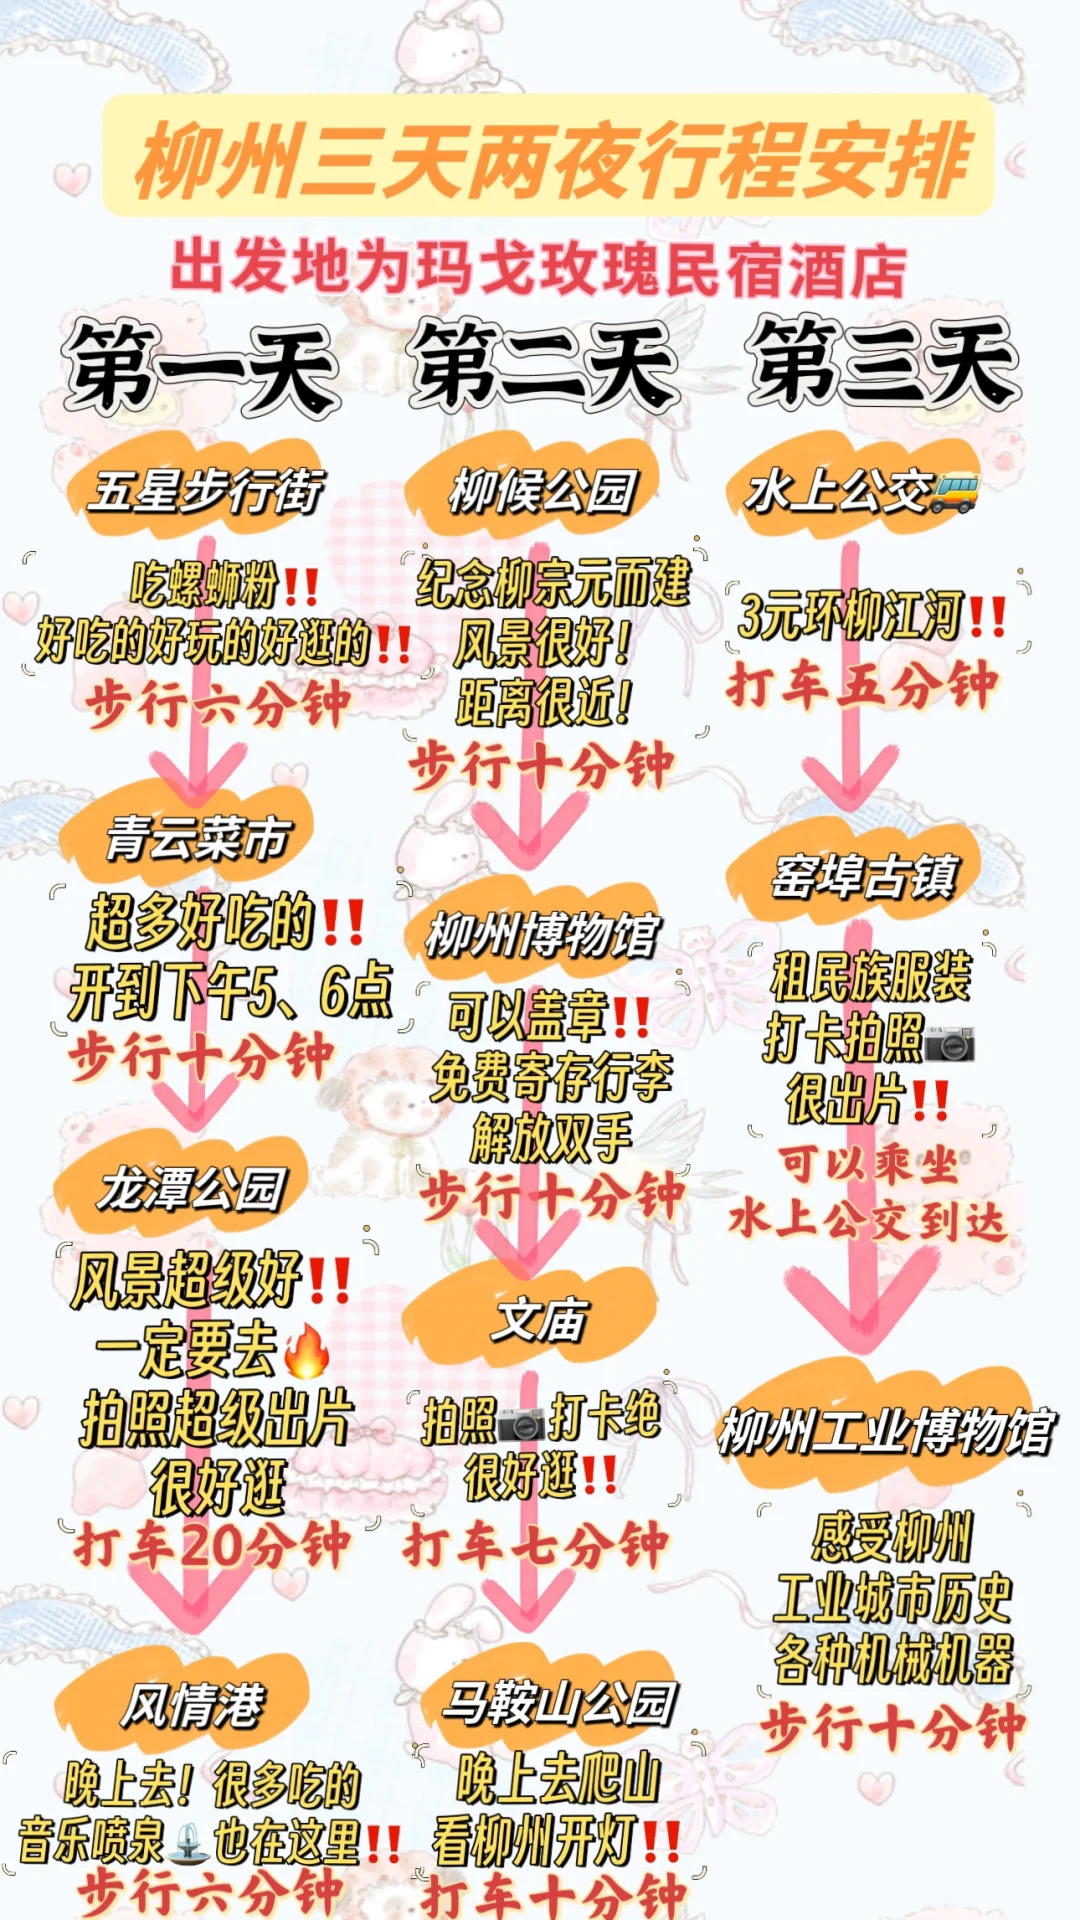 柳州三天两夜行程安排
出发地为玛戈玫瑰民宿酒店
第一天
五星步行街
吃螺蛳粉‼️
好吃的好玩的好逛的‼️
步行六分钟
青云菜市
超多好吃的‼️
开到下午5、6点
步行十分钟
龙潭公园
风景超级好‼️
一定要去🔥
拍照超级出片
很好逛
打车20分钟
风情港
晚上去！很多吃的
音乐喷泉⛲也在这里‼️
步行六分钟
第二天
柳候公园
纪念柳宗元而建
风景很好！
距离很近！
步行十分钟
柳州博物馆
可以盖章‼️
免费寄存行李
解放双手
步行十分钟
文庙
拍照📷打卡绝
很好逛‼️
打车七分钟
马鞍山公园
晚上去爬山
看柳州开灯‼️
打车十分钟
第三天
水上公交🚌
3元环柳江河‼️
打车五分钟
窑埠古镇
租民族服装
打卡拍照📷
很出片‼️
可以乘坐
水上公交到达
柳州工业博物馆
感受柳州
工业城市历史
各种机械机器
步行十分钟